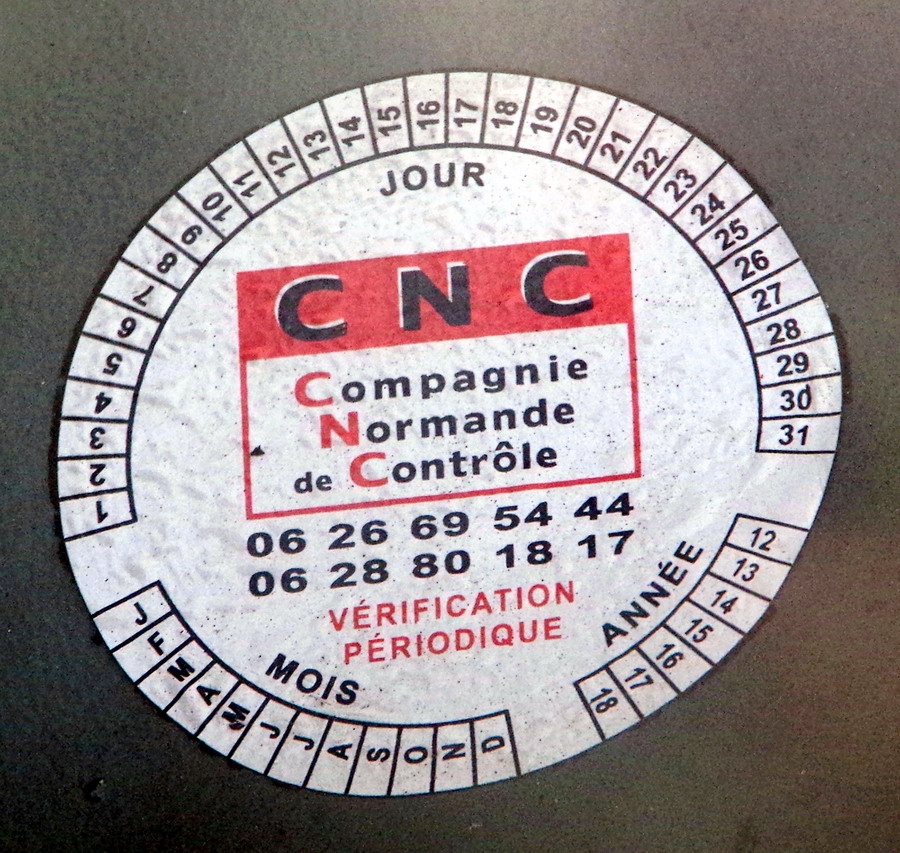 1 2 3 4 5 6 7 8 9 10 11 12 13 14 15 16 17 18 19 20 21 22 23 24 25 26 27 28 29 30 31
JOUR
C N C
Compagnie
Normande
de Contrôle
06 26 69 54 44
06 28 80 18 17
VÉRIFICATION
PÉRIODIQUE
MOIS
J F M A M J J A S O N D
ANNÉE
12 13 14 15 16 17 18